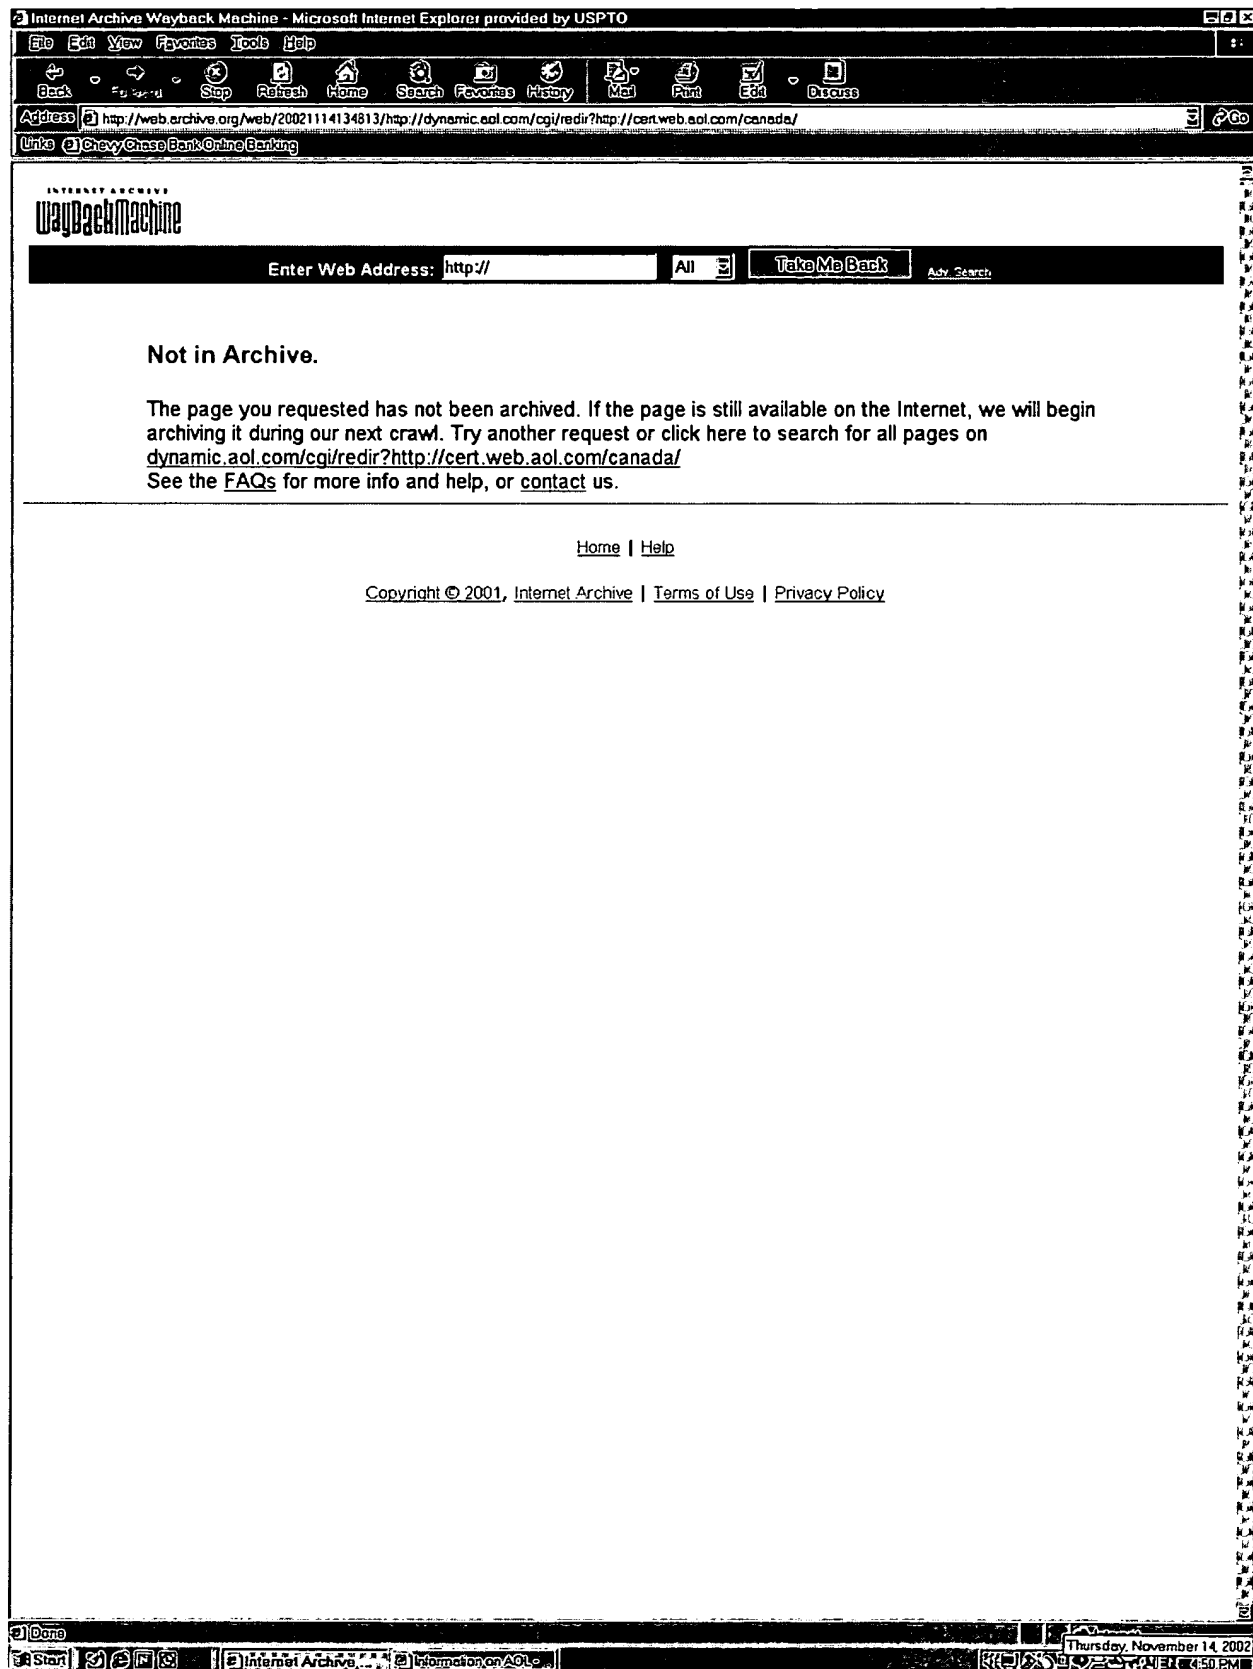 Internet Archive Wayback Machine - Microsoft Internet Explorer provided by USPTO
File Edit View Favorites Tools Help
Back Forward Stop Refresh Home Search Favorites History Mail Print Edit Discuss
Address http://web.archive.org/web/20021114134813/http://dynamic.aol.com/cgi/redir?http://cert.web.aol.com/canada/ Go
Links Chevy Chase Bank Online Banking
INTERNET ARCHIVE
WayBackMachine
Enter Web Address: http:// All Take Me Back Adv. Search
Not in Archive.
The page you requested has not been archived. If the page is still available on the Internet, we will begin
archiving it during our next crawl. Try another request or click here to search for all pages on
dynamic.aol.com/cgi/redir?http://cert.web.aol.com/canada/
See the FAQs for more info and help, or contact us.
Home | Help
Copyright © 2001, Internet Archive | Terms of Use | Privacy Policy
Done
Thursday, November 14, 2002
Start Internet Archive... Information on AOL-... 4:50 PM